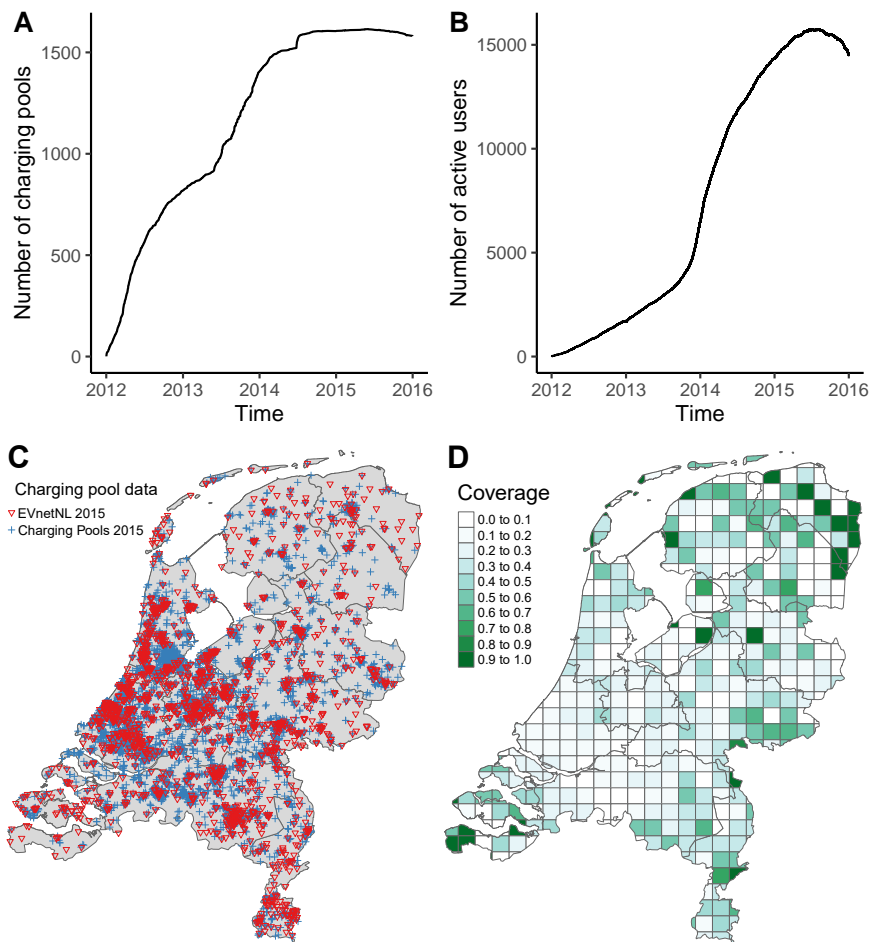 A
Number of charging pools
1500
1000
500
0
2012 2013 2014 2015 2016
Time
B
Number of active users
15000
10000
5000
0
2012 2013 2014 2015 2016
Time
C
Charging pool data
EVnetNL 2015
Charging Pools 2015
D
Coverage
0.0 to 0.1
0.1 to 0.2
0.2 to 0.3
0.3 to 0.4
0.4 to 0.5
0.5 to 0.6
0.6 to 0.7
0.7 to 0.8
0.8 to 0.9
0.9 to 1.0